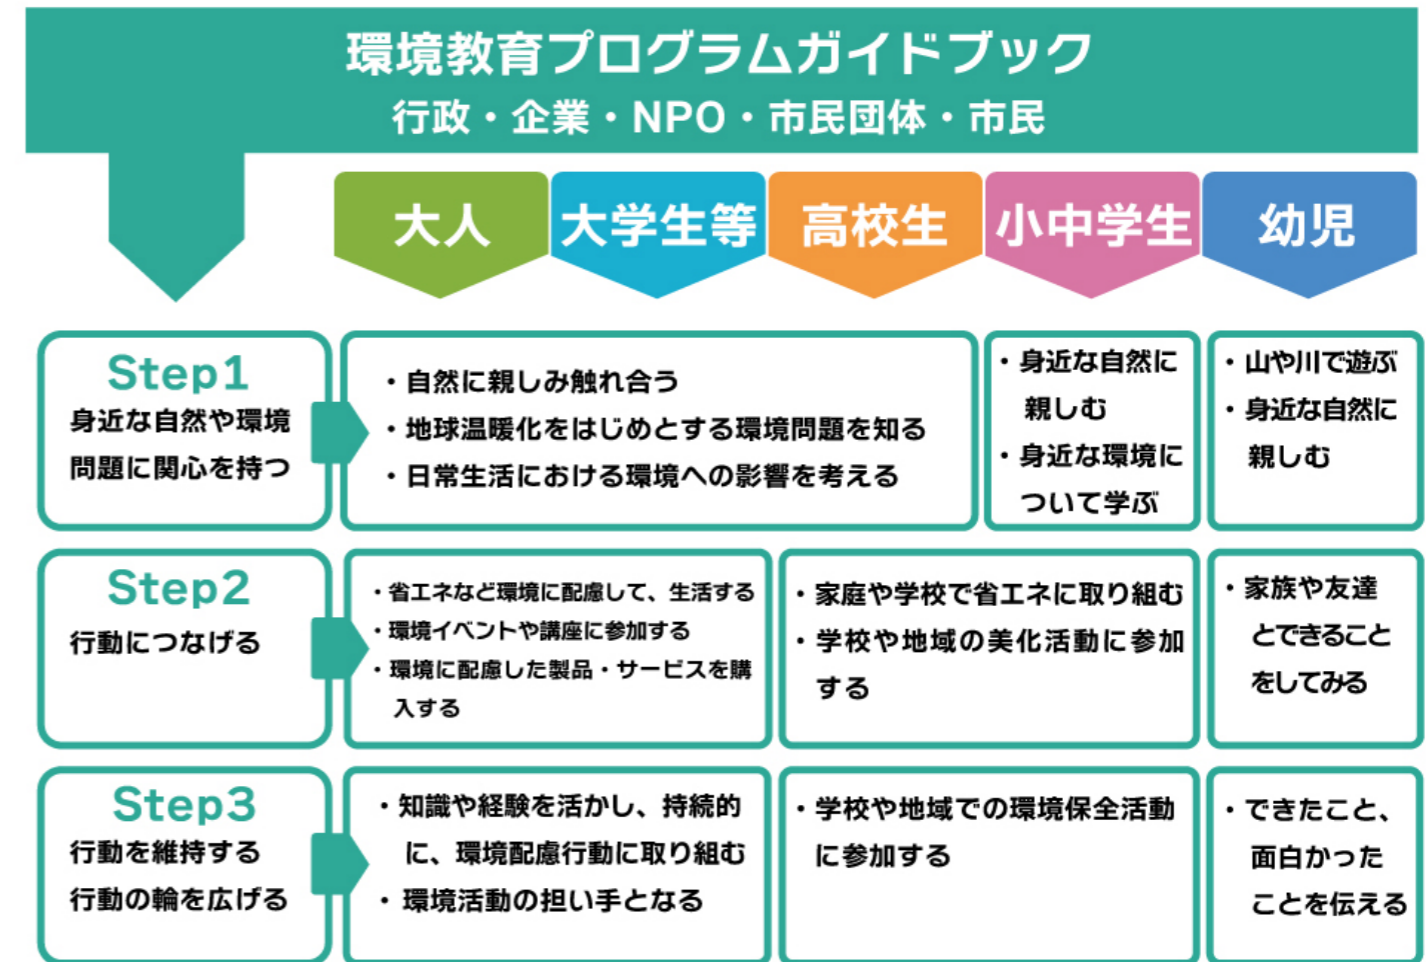 環境教育プログラムガイドブック
行政・企業・NPO・市民団体・市民
大人
大学生等
高校生
小中学生
幼児
Step1
身近な自然や環境
問題に関心を持つ
・自然に親しみ触れ合う
・地球温暖化をはじめとする環境問題を知る
・日常生活における環境への影響を考える
・身近な自然に
親しむ
・身近な環境に
ついて学ぶ
・山や川で遊ぶ
・身近な自然に
親しむ
Step2
行動につなげる
・省エネなど環境に配慮して、生活する
・環境イベントや講座に参加する
・環境に配慮した製品・サービスを購
入する
・家庭や学校で省エネに取り組む
・学校や地域の美化活動に参加
する
・家族や友達
とできること
をしてみる
Step3
行動を維持する
行動の輪を広げる
・知識や経験を活かし、持続的
に、環境配慮行動に取り組む
・環境活動の担い手となる
・学校や地域での環境保全活動
に参加する
・できたこと、
面白かった
ことを伝える